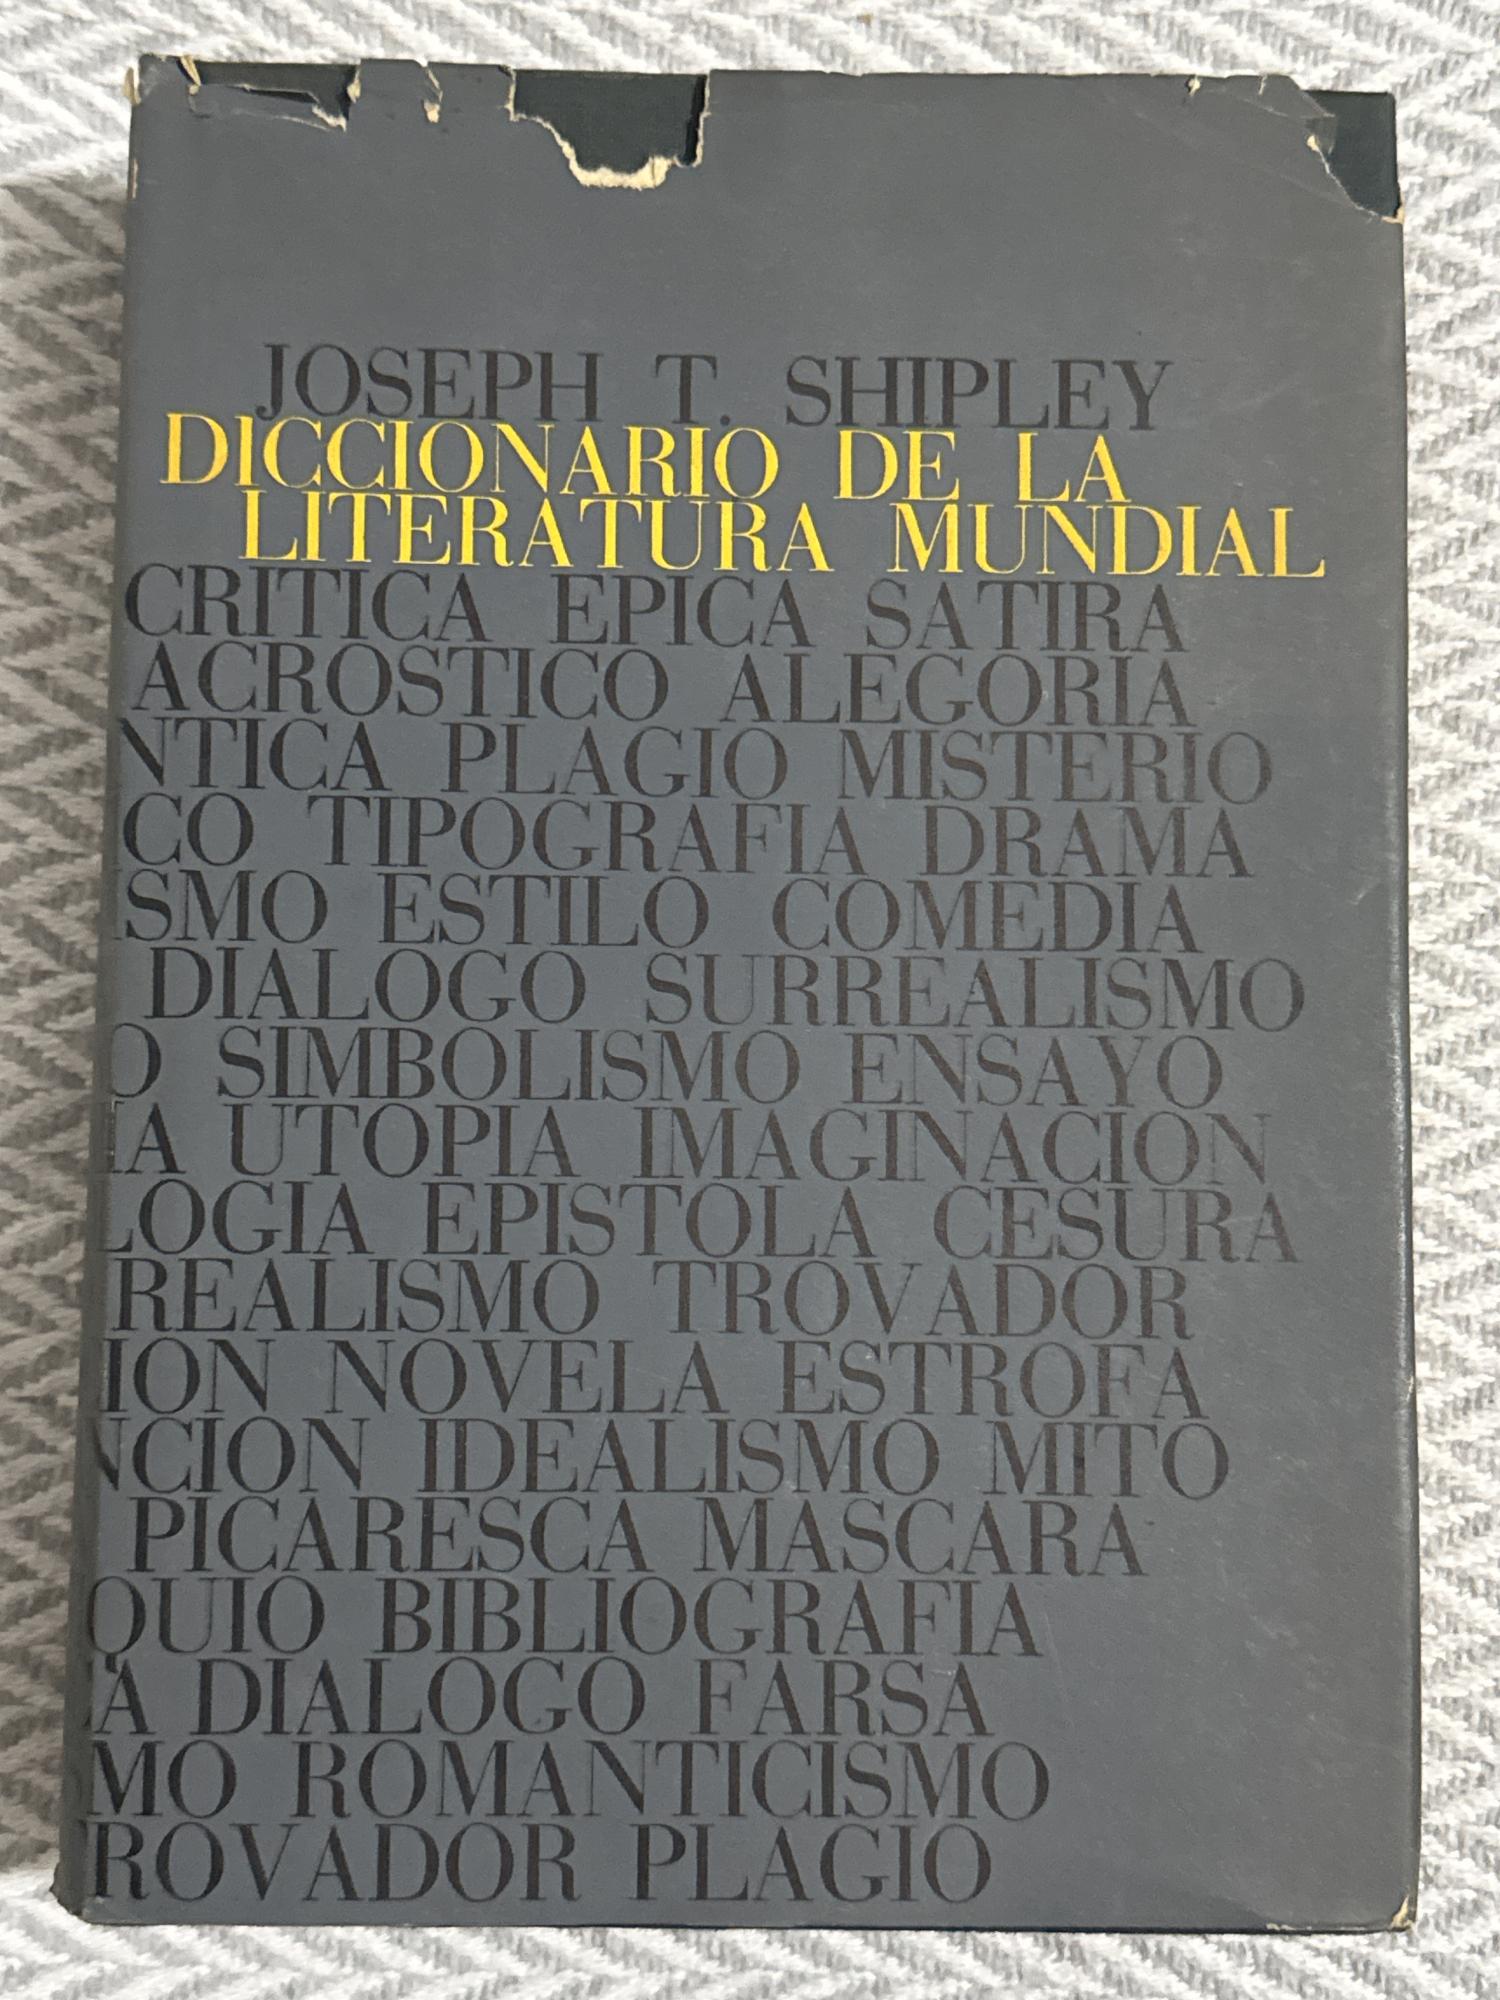 JOSEPH T. SHIPLEY
DICCIONARIO DE LA
LITERATURA MUNDIAL
CRITICA EPICA SATIRA
ACROSTICO ALEGORIA
NTICA PLAGIO MISTERIO
CO TIPOGRAFIA DRAMA
ISMO ESTILO COMEDIA
DIALOGO SURREALISMO
O SIMBOLISMO ENSAYO
IA UTOPIA IMAGINACION
LOGIA EPISTOLA CESURA
REALISMO TROVADOR
ION NOVELA ESTROFA
NCION IDEALISMO MITO
PICARESCA MASCARA
QUIO BIBLIOGRAFIA
A DIALOGO FARSA
MO ROMANTICISMO
ROVADOR PLAGIO